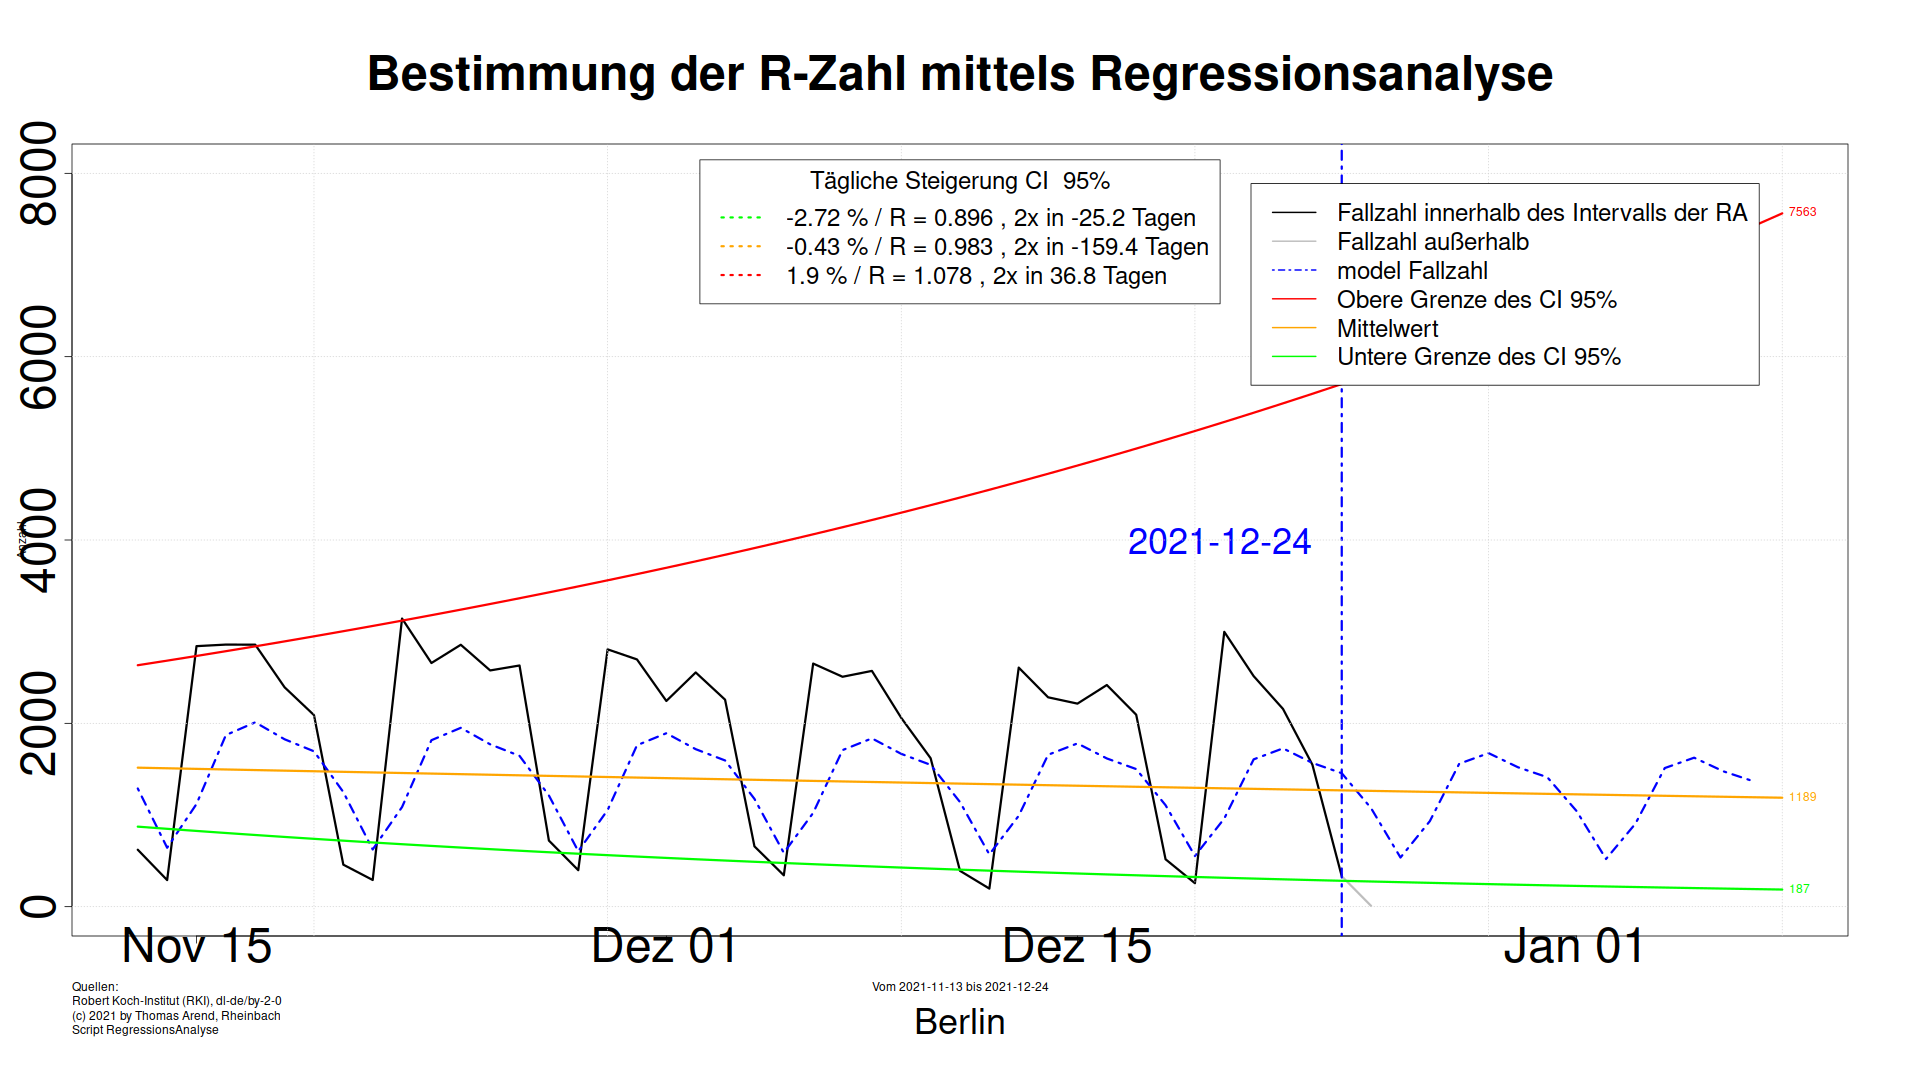 Bestimmung der R-Zahl mittels Regressionsanalyse
8000
6000
4000
2000
0
Anzahl
Tägliche Steigerung CI  95%
-2.72 % / R = 0.896 , 2x in -25.2 Tagen
-0.43 % / R = 0.983 , 2x in -159.4 Tagen
1.9 % / R = 1.078 , 2x in 36.8 Tagen
Fallzahl innerhalb des Intervalls der RA
Fallzahl außerhalb
model Fallzahl
Obere Grenze des CI 95%
Mittelwert
Untere Grenze des CI 95%
7563
2021-12-24
1189
187
Nov 15
Dez 01
Dez 15
Jan 01
Quellen:
Robert Koch-Institut (RKI), dl-de/by-2-0
(c) 2021 by Thomas Arend, Rheinbach
Script RegressionsAnalyse
Vom 2021-11-13 bis 2021-12-24
Berlin